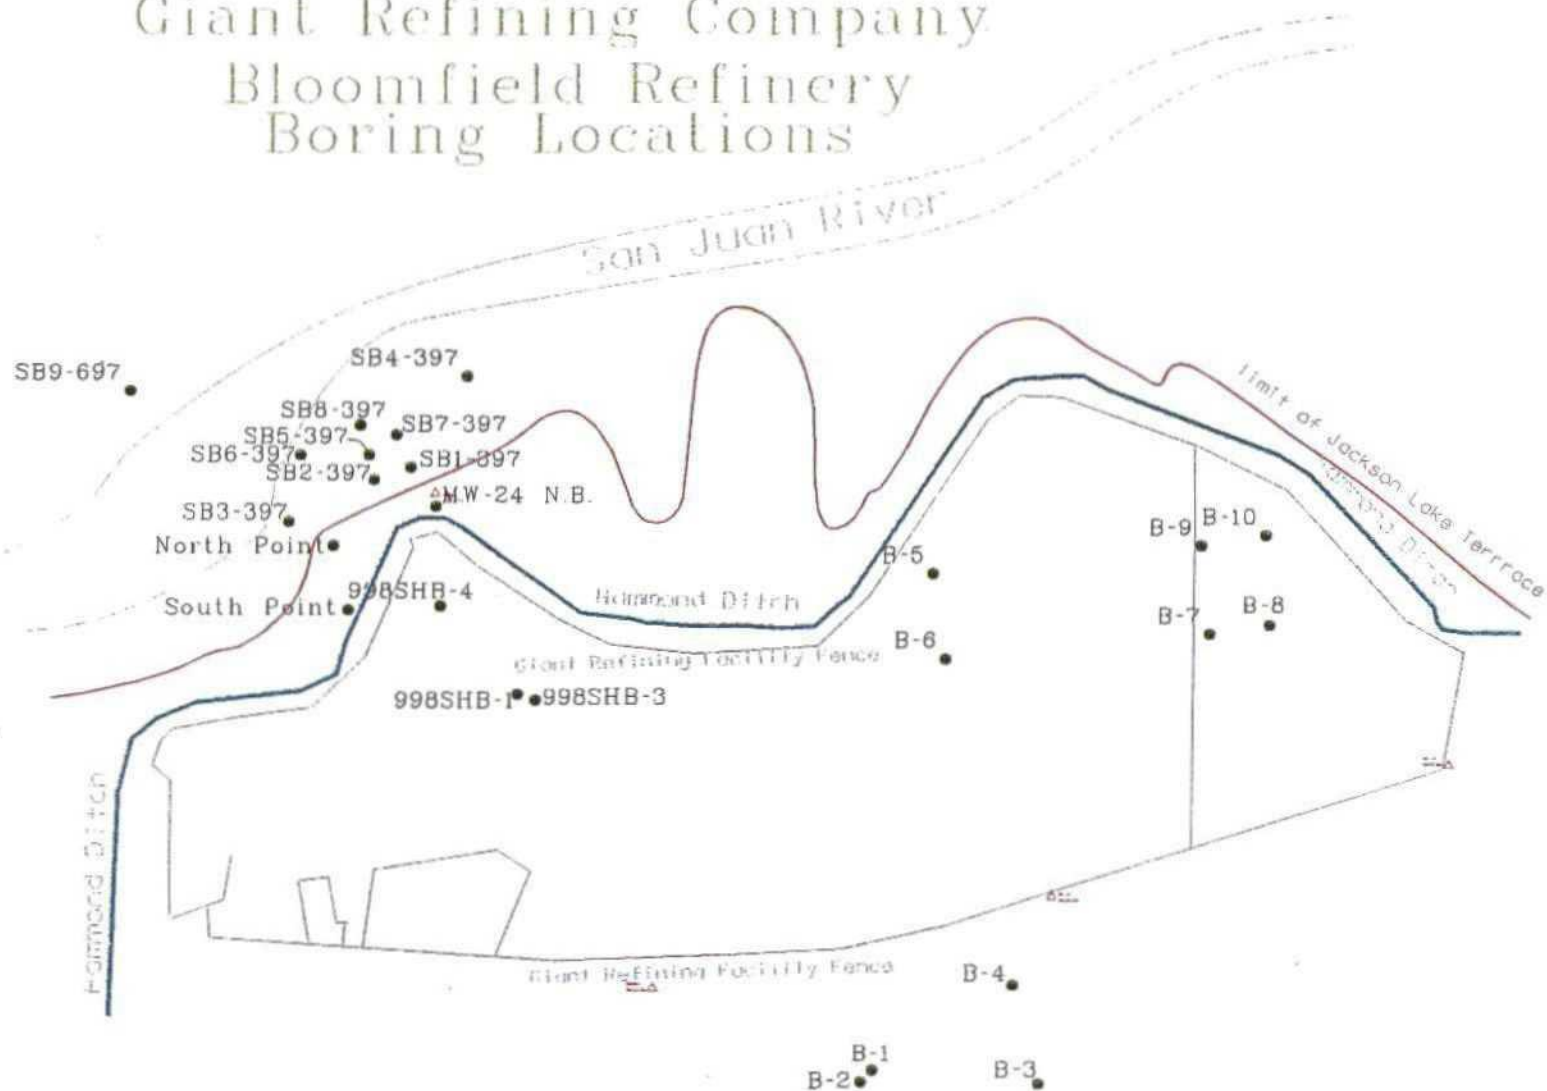 Giant Refining Company
Bloomfield Refinery
Boring Locations
San Juan River
SB9-697
SB4-397
SB8-397
SB7-397
SB5-397
SB6-397
SB1-397
SB2-397
MW-24 N.B.
SB3-397
North Point
South Point
998SHB-4
Hammond Ditch
Giant Refining Facility Fence
998SHB-1
998SHB-3
B-5
B-6
B-9
B-10
B-7
B-8
limit of Jackson Lake Terrroce
Hammond Ditch
Hammond Ditch
Giant Refining Facility Fence
B-4
B-1
B-2
B-3